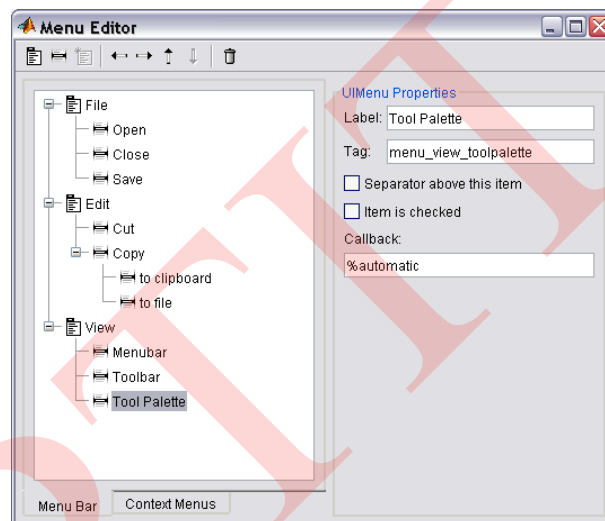 Menu Editor
File
Open
Close
Save
Edit
Cut
Copy
to clipboard
to file
View
Menubar
Toolbar
Tool Palette
Menu Bar
Context Menus
UIMenu Properties
Label: Tool Palette
Tag: menu_view_toolpalette
Separator above this item
Item is checked
Callback:
%automatic